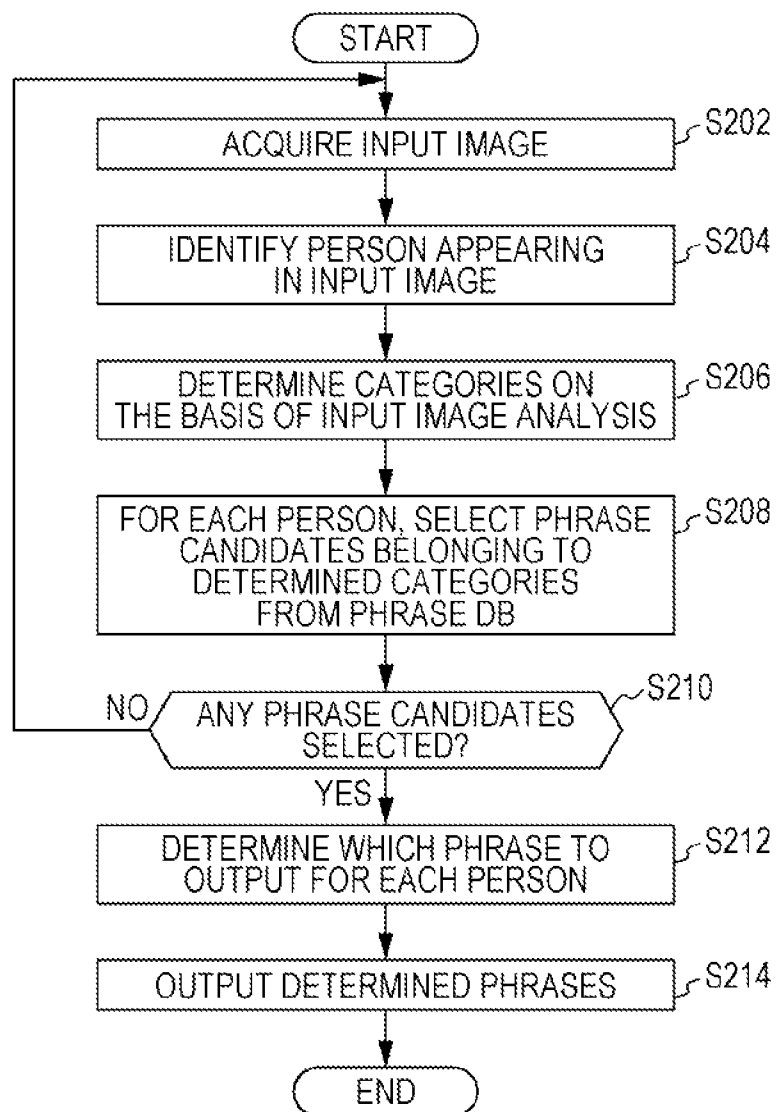 START
S202
ACQUIRE INPUT IMAGE
S204
IDENTIFY PERSON APPEARING
IN INPUT IMAGE
S206
DETERMINE CATEGORIES ON
THE BASIS OF INPUT IMAGE ANALYSIS
S208
FOR EACH PERSON, SELECT PHRASE
CANDIDATES BELONGING TO
DETERMINED CATEGORIES
FROM PHRASE DB
S210
NO
ANY PHRASE CANDIDATES
SELECTED?
YES
S212
DETERMINE WHICH PHRASE TO
OUTPUT FOR EACH PERSON
S214
OUTPUT DETERMINED PHRASES
END